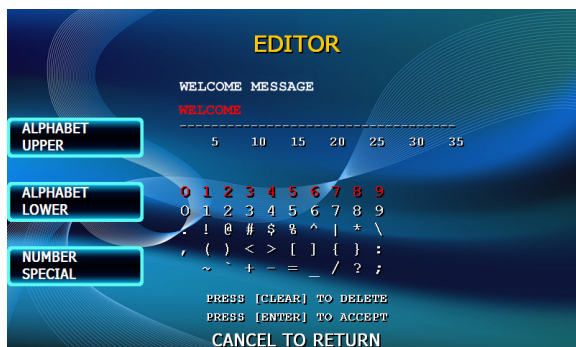 EDITOR
WELCOME MESSAGE
WELCOME
5 10 15 20 25 30 35
ALPHABET
UPPER
ALPHABET
LOWER
NUMBER
SPECIAL
0 1 2 3 4 5 6 7 8 9
0 1 2 3 4 5 6 7 8 9
. ! @ # $ % ^ | * \
, ( ) < > [ ] { } :
~ ` + - = _ / ? ;
PRESS [CLEAR] TO DELETE
PRESS [ENTER] TO ACCEPT
CANCEL TO RETURN